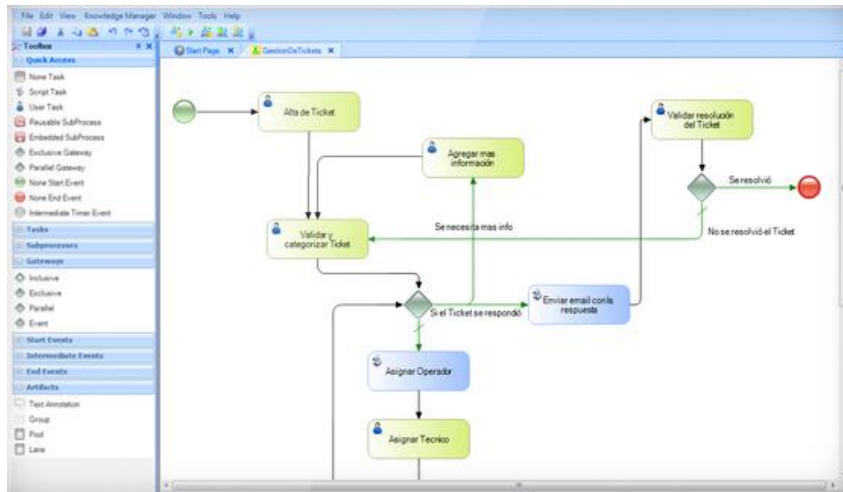 File Edit View Knowledge Manager Window Tools Help
Toolbox
Quick Access
None Task
Script Task
User Task
Reusable SubProcess
Embedded SubProcess
Exclusive Gateway
Parallel Gateway
None Start Event
None End Event
Intermediate Timer Event
Tasks
Subprocesses
Gateways
Inclusive
Exclusive
Parallel
Event
Start Events
Intermediate Events
End Events
Artifacts
Text Annotation
Group
Pool
Lane
Start Page
GestionDeTickets
Alta de Ticket
Agregar mas
información
Validar resolución
del Ticket
Se resolvió
No se resolvió el Ticket
Se necesita mas info
Validar y
categorizar Ticket
Si el Ticket se respondió
Enviar email con la
respuesta
Asignar Operador
Asignar Tecnico